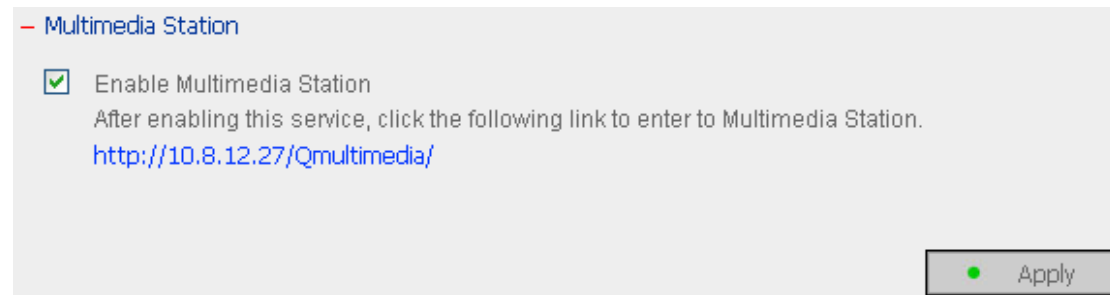 – Multimedia Station
Enable Multimedia Station
After enabling this service, click the following link to enter to Multimedia Station.
http://10.8.12.27/Qmultimedia/
Apply